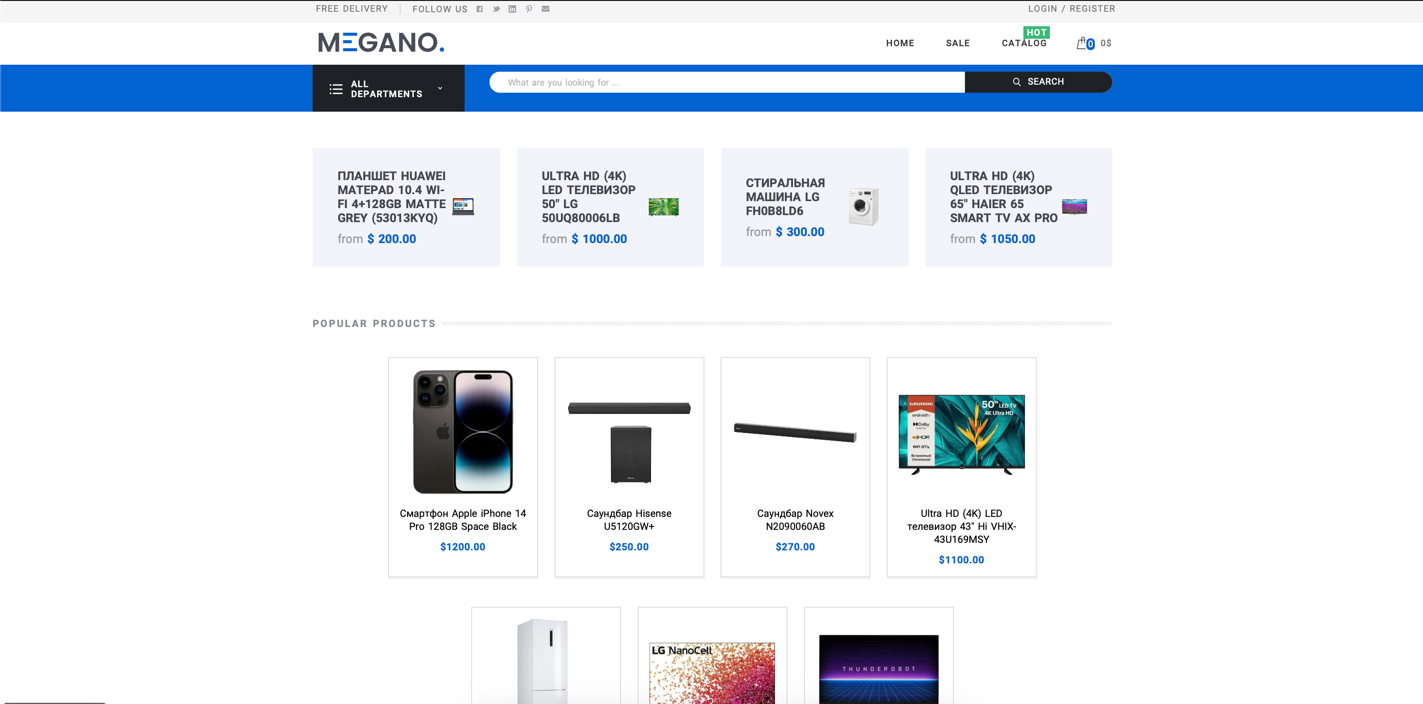 FREE DELIVERY
FOLLOW US
LOGIN / REGISTER
MEGANO.
HOME
SALE
HOT
CATALOG
0
0$
ALL
DEPARTMENTS
What are you looking for ...
SEARCH
ПЛАНШЕТ HUAWEI
MATEPAD 10.4 WI-
FI 4+128GB MATTE
GREY (53013KYQ)
from $ 200.00
ULTRA HD (4K)
LED ТЕЛЕВИЗОР
50" LG
50UQ80006LB
from $ 1000.00
СТИРАЛЬНАЯ
МАШИНА LG
FH0B8LD6
from $ 300.00
ULTRA HD (4K)
QLED ТЕЛЕВИЗОР
65" HAIER 65
SMART TV AX PRO
from $ 1050.00
POPULAR PRODUCTS
Смартфон Apple iPhone 14
Pro 128GB Space Black
$1200.00
Саундбар Hisense
U5120GW+
$250.00
Саундбар Novex
N2090060AB
$270.00
GRUNDIG
androidtv
Dolby
HDR
50" LED TV
4K Ultra HD
Ultra HD (4K) LED
телевизор 43" Hi VHIX-
43U169MSY
$1100.00
LG NanoCell
THUNDEROBOT